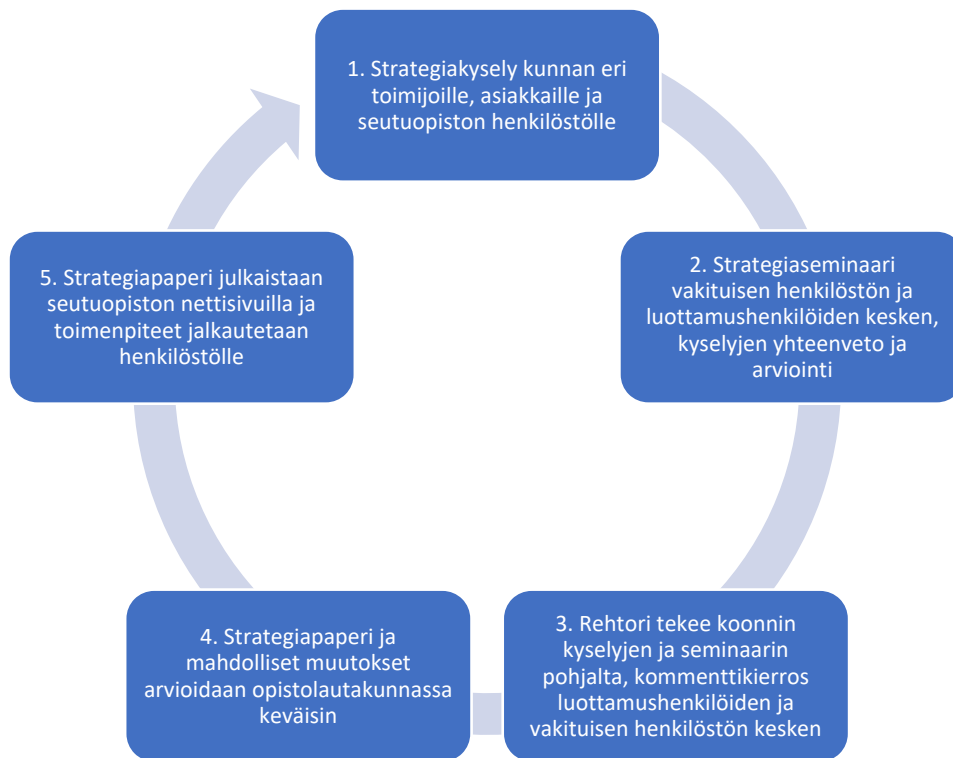 1. Strategiakysely kunnan eri
toimijoille, asiakkaille ja
seutuopiston henkilöstölle
2. Strategiaseminaari
vakituisen henkilöstön ja
luottamushenkilöiden kesken,
kyselyjen yhteenveto ja
arviointi
3. Rehtori tekee koonnin
kyselyjen ja seminaarin
pohjalta, kommenttikierros
luottamushenkilöiden ja
vakituisen henkilöstön kesken
4. Strategiapaperi ja
mahdolliset muutokset
arvioidaan opistolautakunnassa
keväisin
5. Strategiapaperi julkaistaan
seutuopiston nettisivuilla ja
toimenpiteet jalkautetaan
henkilöstölle